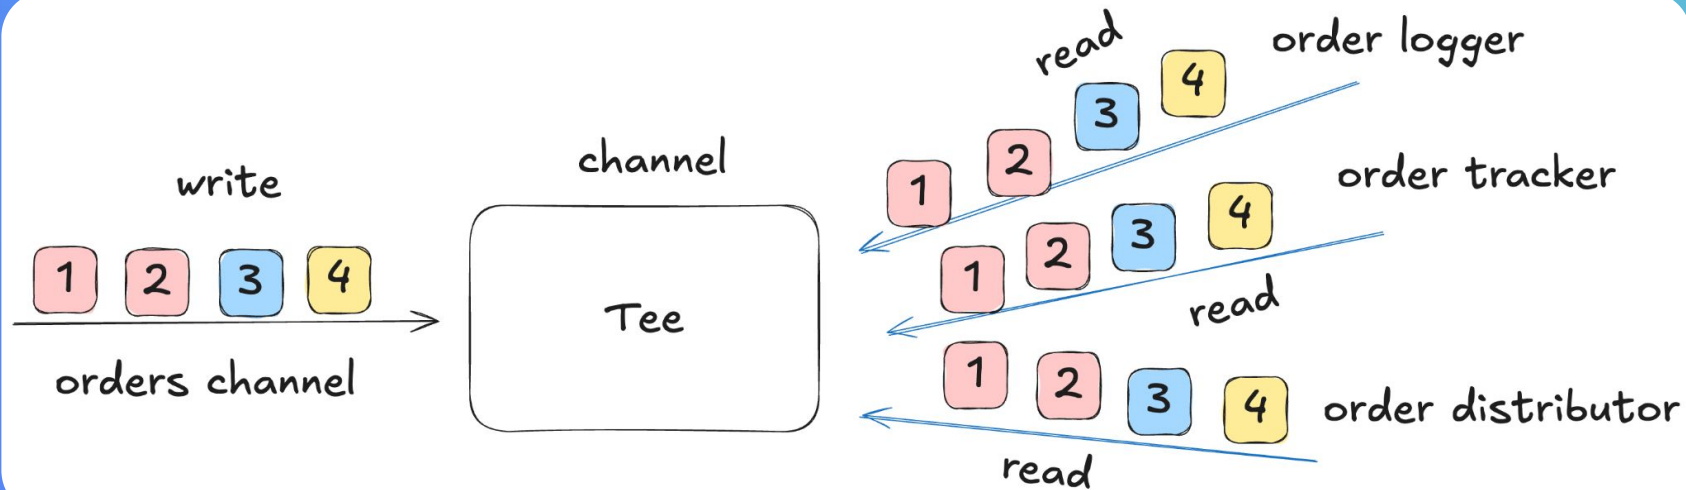 write
1 2 3 4
orders channel
channel
Tee
read
order logger
1 2 3 4
order tracker
1 2 3 4
read
order distributor
1 2 3 4
read